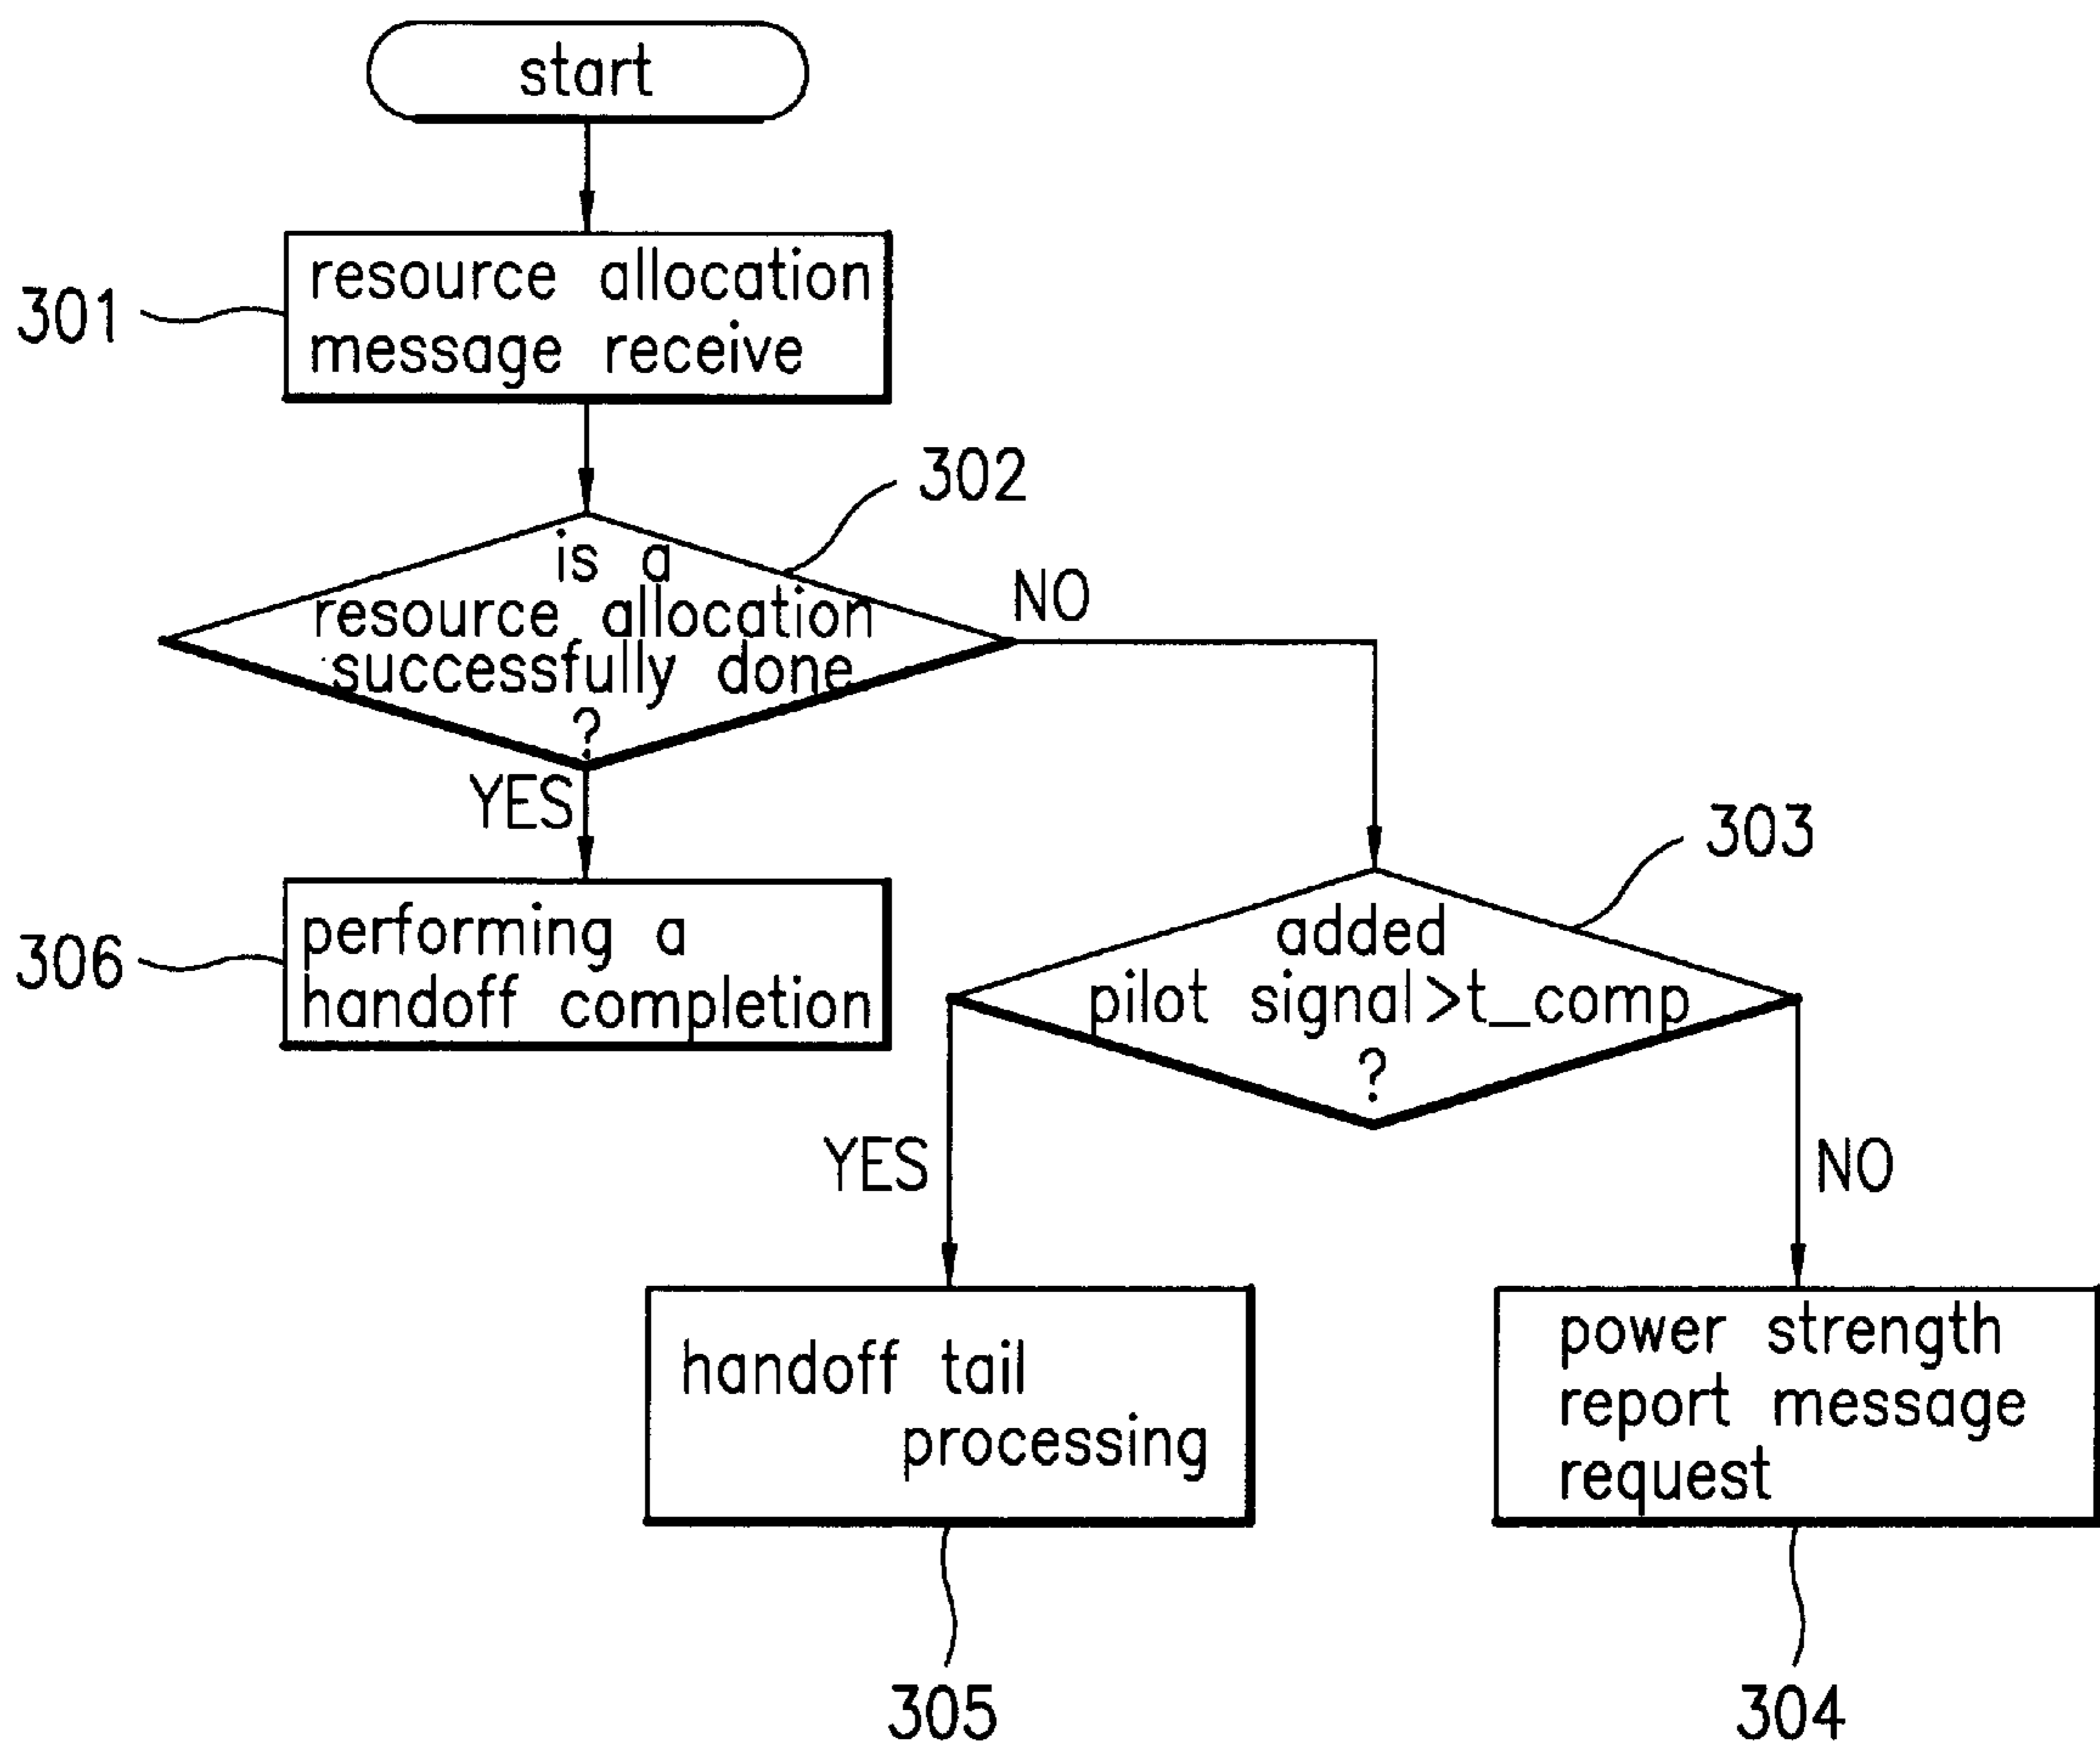 start
301
resource allocation
message receive
302
is a
resource allocation
successfully done
?
NO
YES
306
performing a
handoff completion
303
added
pilot signal>t_comp
?
YES
NO
handoff tail
processing
power strength
report message
request
305
304